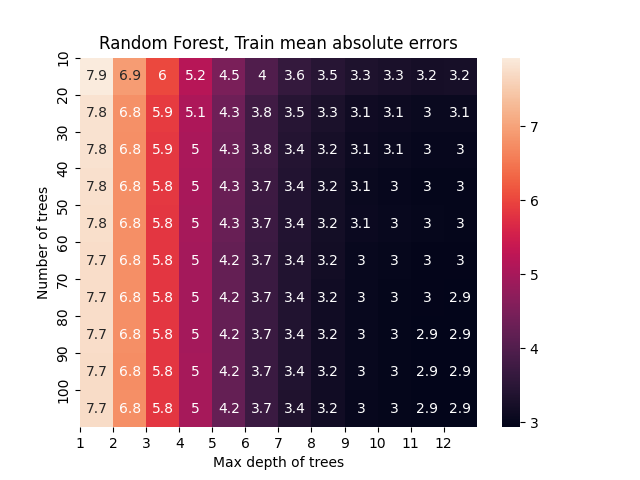 Random Forest, Train mean absolute errors
10
7.9 6.9 6 5.2 4.5 4 3.6 3.5 3.3 3.3 3.2 3.2
20
7.8 6.8 5.9 5.1 4.3 3.8 3.5 3.3 3.1 3.1 3 3.1
30
7.8 6.8 5.9 5 4.3 3.8 3.4 3.2 3.1 3.1 3 3
40
7.8 6.8 5.8 5 4.3 3.7 3.4 3.2 3.1 3 3 3
50
7.8 6.8 5.8 5 4.3 3.7 3.4 3.2 3.1 3 3 3
60
7.7 6.8 5.8 5 4.2 3.7 3.4 3.2 3 3 3 3
70
7.7 6.8 5.8 5 4.2 3.7 3.4 3.2 3 3 3 2.9
80
7.7 6.8 5.8 5 4.2 3.7 3.4 3.2 3 3 2.9 2.9
90
7.7 6.8 5.8 5 4.2 3.7 3.4 3.2 3 3 2.9 2.9
100
7.7 6.8 5.8 5 4.2 3.7 3.4 3.2 3 3 2.9 2.9
1 2 3 4 5 6 7 8 9 10 11 12
Max depth of trees
Number of trees
7
6
5
4
3